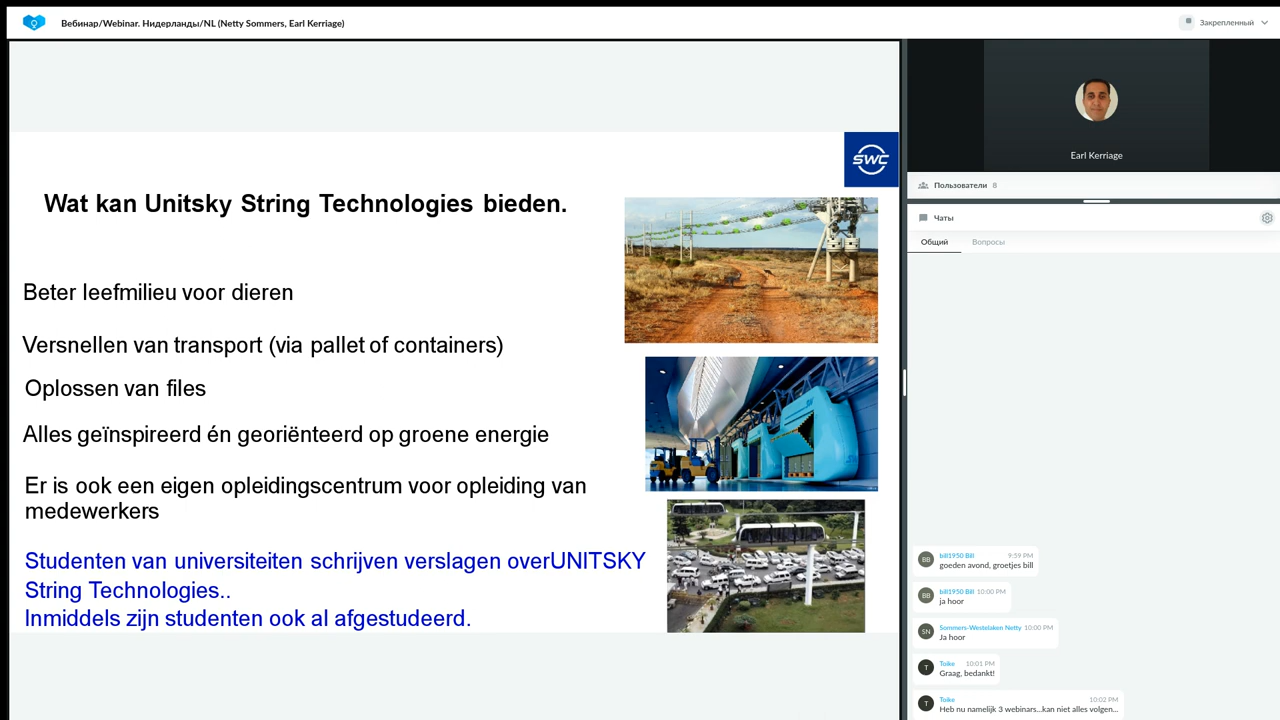 Вебинар/Webinar. Нидерланды/NL (Netty Sommers, Earl Kerriage)
Закрепленный
SWC
Wat kan Unitsky String Technologies bieden.
Beter leefmilieu voor dieren
Versnellen van transport (via pallet of containers)
Oplossen van files
Alles geïnspireerd én georiënteerd op groene energie
Er is ook een eigen opleidingscentrum voor opleiding van
medewerkers
Studenten van universiteiten schrijven verslagen overUNITSKY
String Technologies..
Inmiddels zijn studenten ook al afgestudeerd.
Earl Kerriage
Пользователи 8
Чаты
Общий Вопросы
BB bill1950 Bill 9:59 PM
goeden avond, groetjes bill
BB bill1950 Bill 10:00 PM
ja hoor
SN Sommers-Westelaken Netty 10:00 PM
Ja hoor
T Toike 10:01 PM
Graag, bedankt!
T Toike 10:02 PM
Heb nu namelijk 3 webinars...kan niet alles volgen...